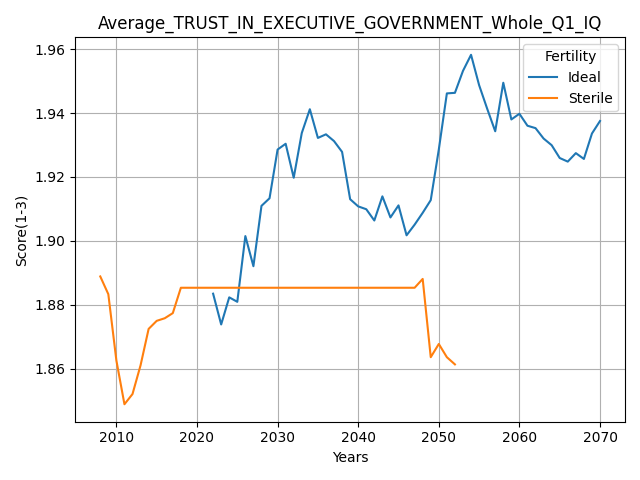 Average_TRUST_IN_EXECUTIVE_GOVERNMENT_Whole_Q1_IQ
Fertility
Ideal
Sterile
Score(1-3)
1.96
1.94
1.92
1.90
1.88
1.86
2010 2020 2030 2040 2050 2060 2070
Years